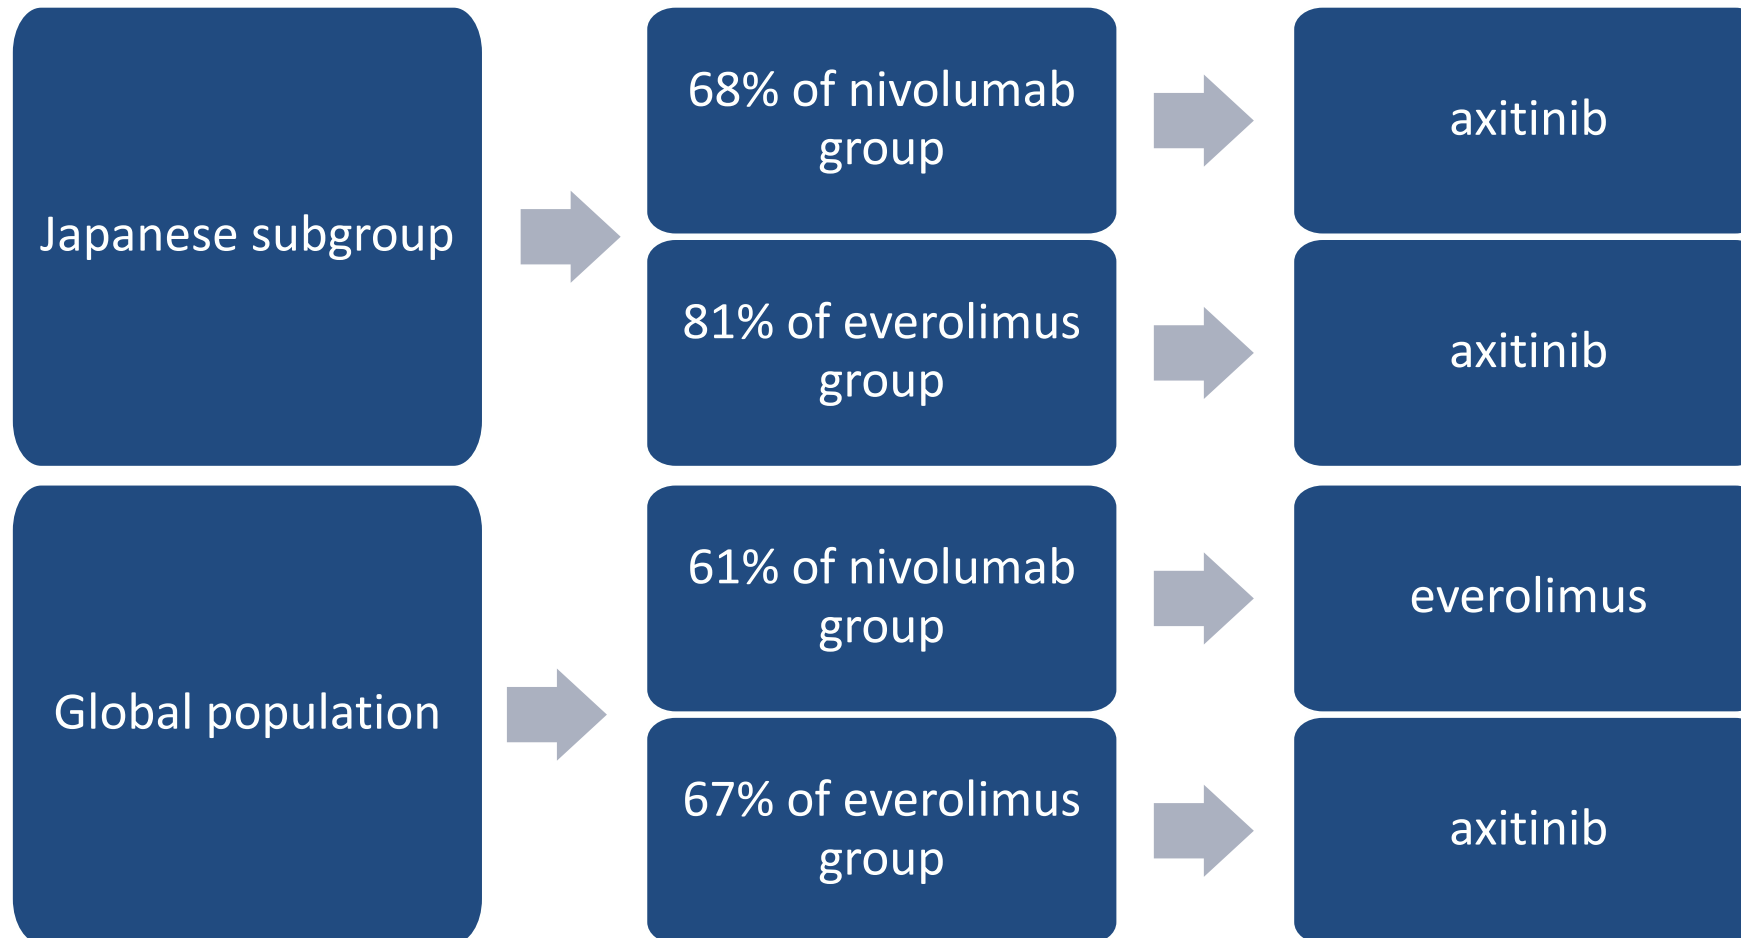 Japanese subgroup
68% of nivolumab
group
axitinib
81% of everolimus
group
axitinib
Global population
61% of nivolumab
group
everolimus
67% of everolimus
group
axitinib